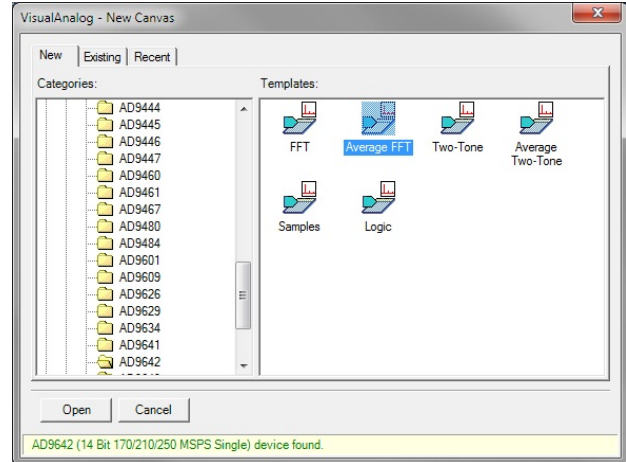 VisualAnalog - New Canvas
New Existing Recent
Categories:
AD9444
AD9445
AD9446
AD9447
AD9460
AD9461
AD9467
AD9480
AD9484
AD9601
AD9609
AD9626
AD9629
AD9634
AD9641
AD9642
Templates:
FFT
Average FFT
Two-Tone
Average
Two-Tone
Samples
Logic
Open Cancel
AD9642 (14 Bit 170/210/250 MSPS Single) device found.